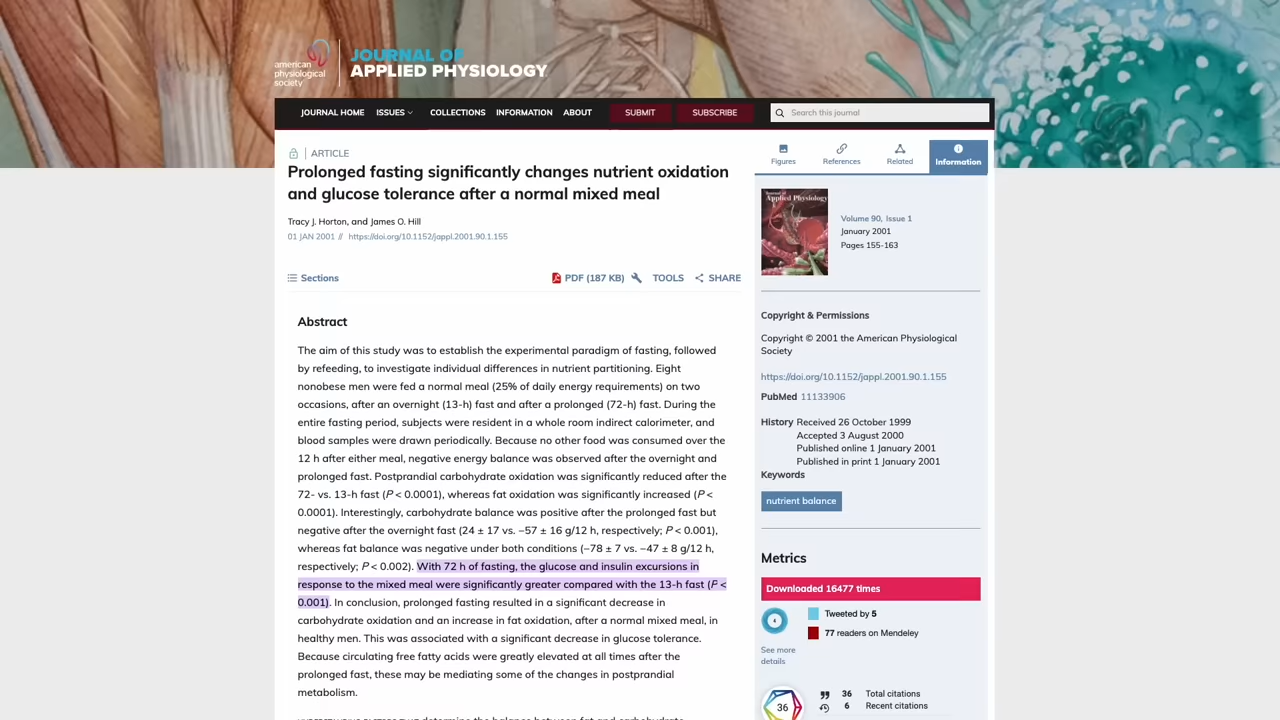 american
physiological
society
JOURNAL OF
APPLIED PHYSIOLOGY
JOURNAL HOME ISSUES COLLECTIONS INFORMATION ABOUT SUBMIT SUBSCRIBE Search this journal
ARTICLE
Prolonged fasting significantly changes nutrient oxidation
and glucose tolerance after a normal mixed meal
Tracy J. Horton, and James O. Hill
01 JAN 2001 // https://doi.org/10.1152/jappl.2001.90.1.155
Sections PDF (187 KB) TOOLS SHARE
Abstract
The aim of this study was to establish the experimental paradigm of fasting, followed
by refeeding, to investigate individual differences in nutrient partitioning. Eight
nonobese men were fed a normal meal (25% of daily energy requirements) on two
occasions, after an overnight (13-h) fast and after a prolonged (72-h) fast. During the
entire fasting period, subjects were resident in a whole room indirect calorimeter, and
blood samples were drawn periodically. Because no other food was consumed over the
12 h after either meal, negative energy balance was observed after the overnight and
prolonged fast. Postprandial carbohydrate oxidation was significantly reduced after the
72- vs. 13-h fast (P < 0.0001), whereas fat oxidation was significantly increased (P <
0.0001). Interestingly, carbohydrate balance was positive after the prolonged fast but
negative after the overnight fast (24 ± 17 vs. −57 ± 16 g/12 h, respectively; P < 0.001),
whereas fat balance was negative under both conditions (−78 ± 7 vs. −47 ± 8 g/12 h,
respectively; P < 0.002). With 72 h of fasting, the glucose and insulin excursions in
response to the mixed meal were significantly greater compared with the 13-h fast (P <
0.001). In conclusion, prolonged fasting resulted in a significant decrease in
carbohydrate oxidation and an increase in fat oxidation, after a normal mixed meal, in
healthy men. This was associated with a significant decrease in glucose tolerance.
Because circulating free fatty acids were greatly elevated at all times after the
prolonged fast, these may be mediating some of the changes in postprandial
metabolism.
determine the balance between fat and carbohydrate
Figures References Related Information
Journal of
Applied Physiology
Volume 90, Issue 1
January 2001
Pages 155-163
Copyright & Permissions
Copyright © 2001 the American Physiological
Society
https://doi.org/10.1152/jappl.2001.90.1.155
PubMed 11133906
History Received 26 October 1999
Accepted 3 August 2000
Published online 1 January 2001
Published in print 1 January 2001
Keywords
nutrient balance
Metrics
Downloaded 16477 times
4
Tweeted by 5
77 readers on Mendeley
See more
details
36
36 Total citations
6 Recent citations